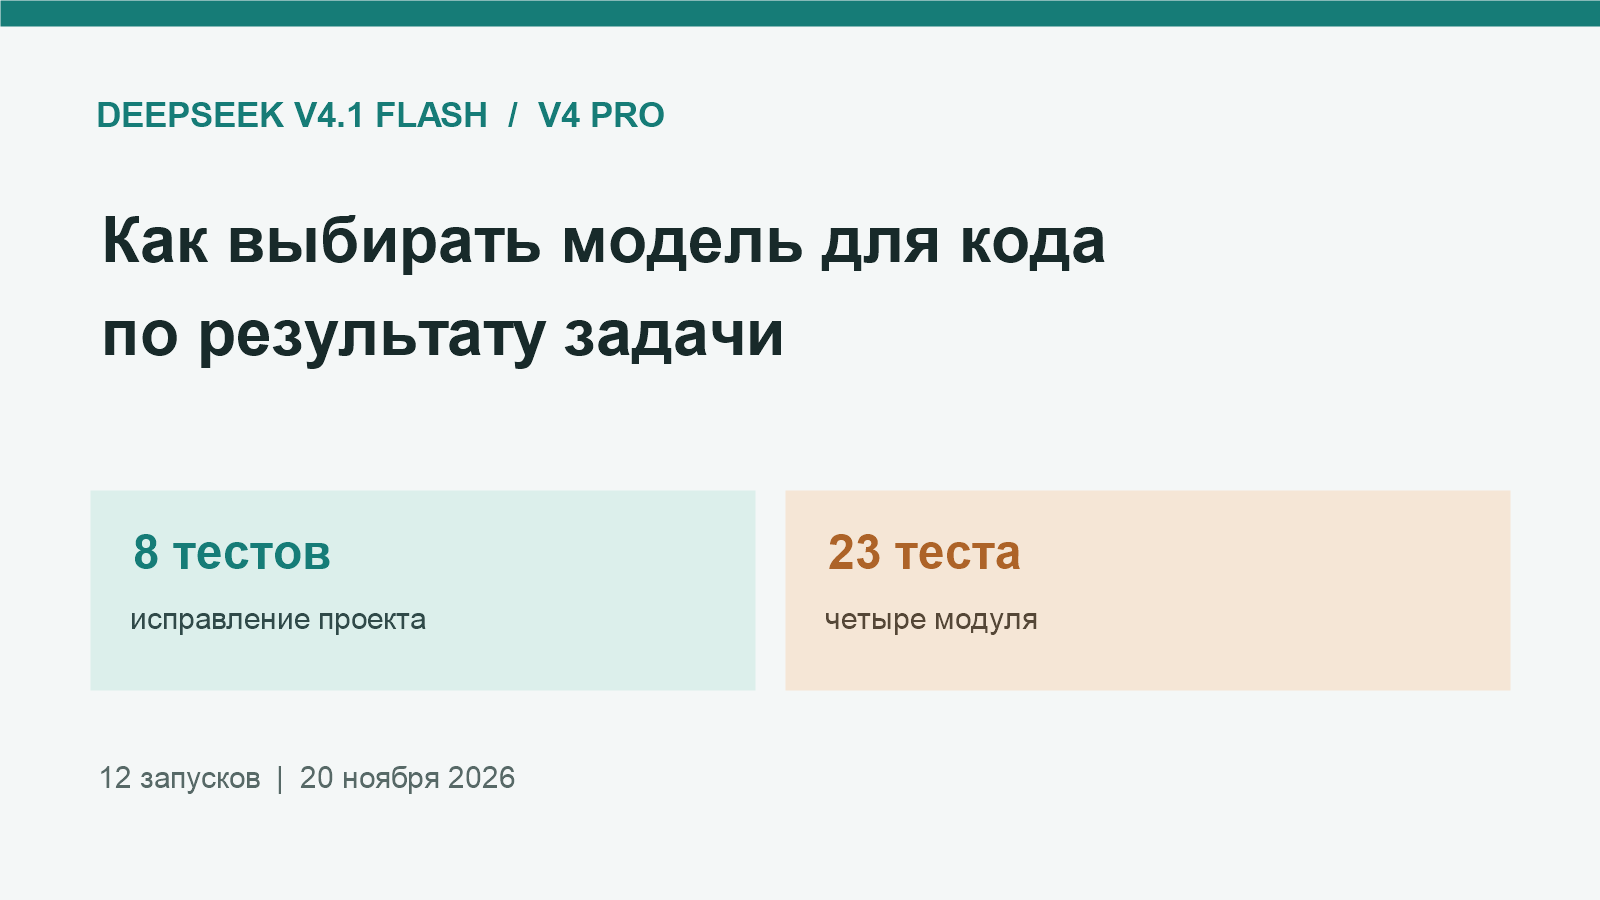 DEEPSEEK V4.1 FLASH / V4 PRO
Как выбирать модель для кода
по результату задачи
8 тестов
исправление проекта
23 теста
четыре модуля
12 запусков | 20 ноября 2026